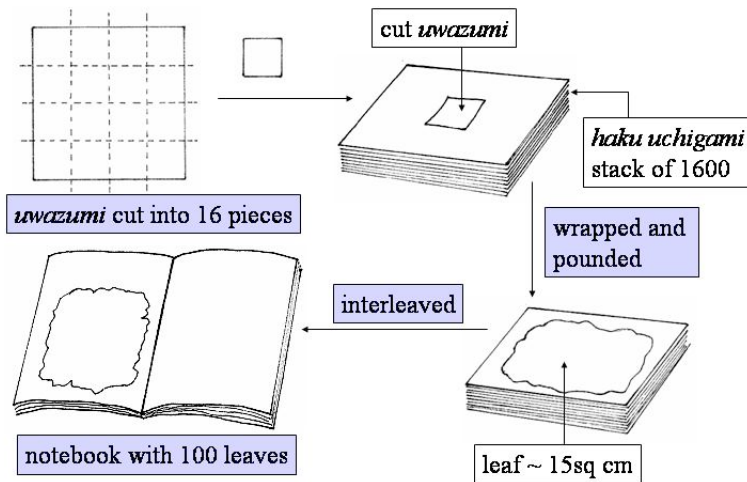 cut uwazumi
haku uchigami
stack of 1600
uwazumi cut into 16 pieces
wrapped and
pounded
interleaved
notebook with 100 leaves
leaf ~ 15sq cm